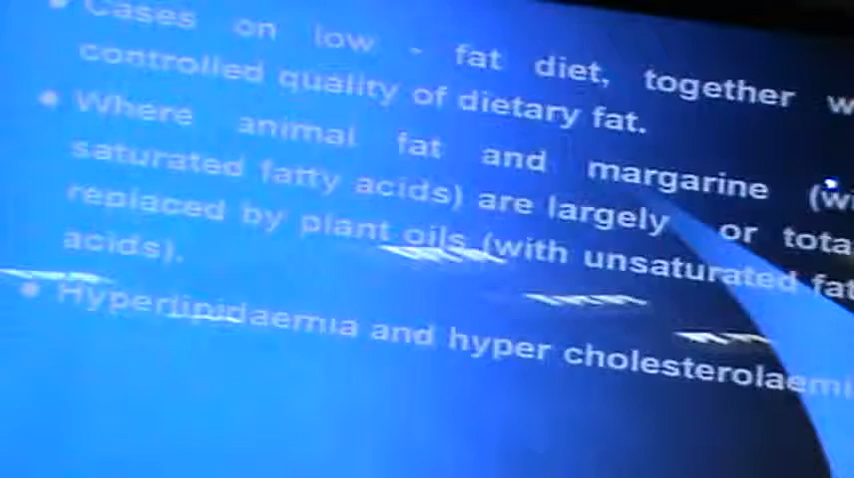 Cases on low - fat diet, together w
controlled quality of dietary fat.
Where animal fat and margarine (wi
saturated fatty acids) are largely or tota
replaced by plant oils (with unsaturated fat
acids).
Hyperlipidaemia and hyper cholesterolaemi